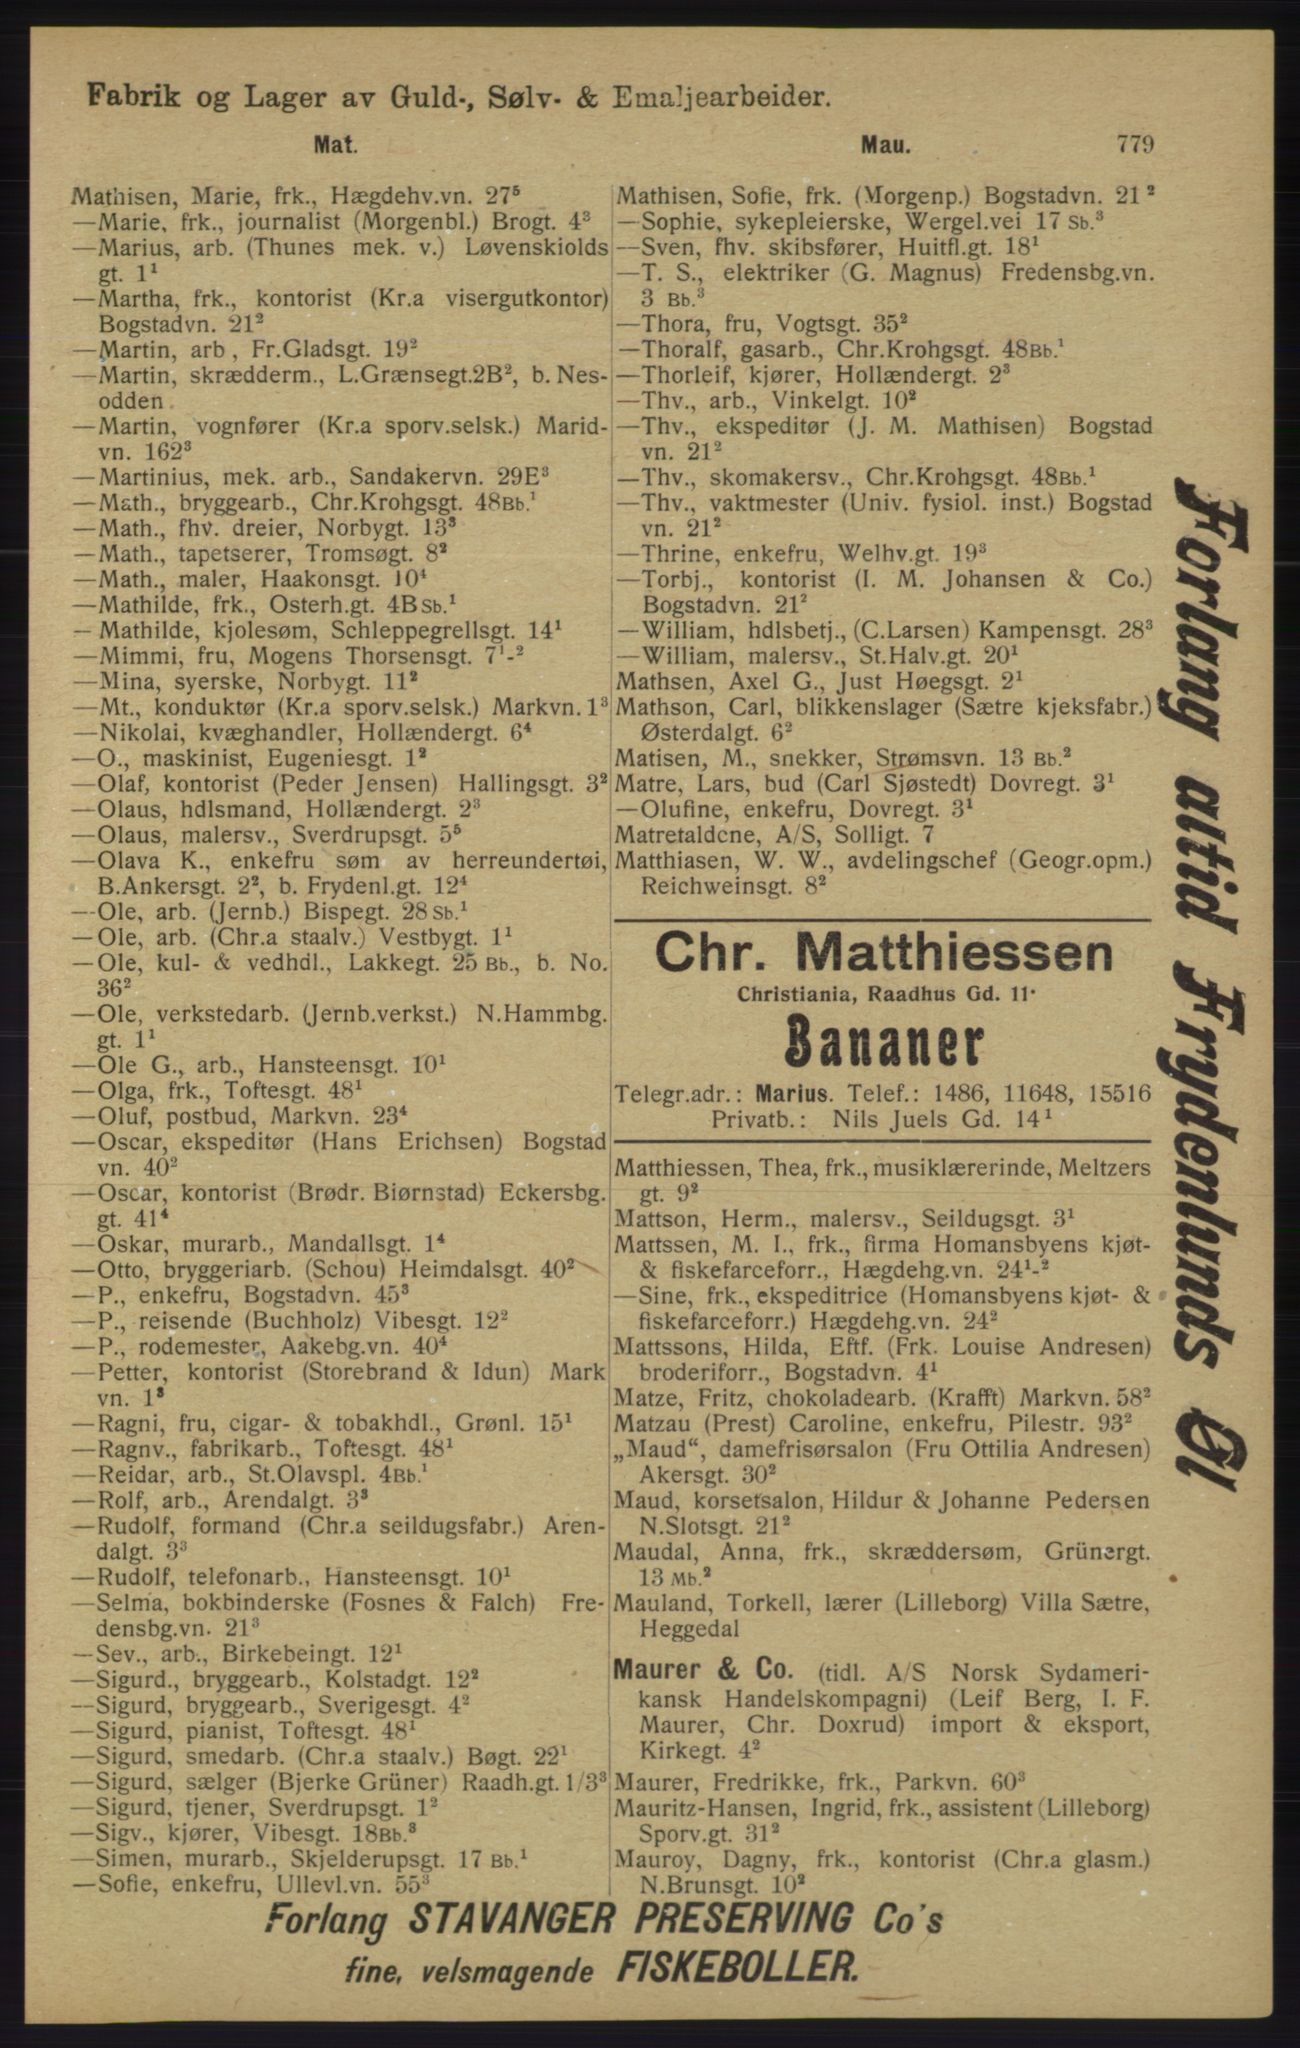 Fabrik og Lager av Guld-, Sølv- & Emaljearbeider.
Mat. Mau. 779
Mathisen, Marie, frk., Hægdehv.vn. 27⁵
—Marie, frk., journalist (Morgenbl.) Brogt. 4³
—Marius, arb. (Thunes mek. v.) Løvenskiolds
gt. 1¹
—Martha, frk., kontorist (Kr.a visergutkontor)
Bogstadvn. 21²
—Martin, arb, Fr.Gladsgt. 19²
—Martin, skrædderm., L.Grænsegt.2B², b. Nes-
odden
—Martin, vognfører (Kr.a sporv.selsk.) Marid-
vn. 162³
—Martinius, mek. arb., Sandakervn. 29E³
—Math., bryggearb., Chr.Krohgsgt. 48Bb.¹
—Math., fhv. dreier, Norbygt. 13³
—Math., tapetserer, Tromsøgt. 8²
—Math., maler, Haakonsgt. 10⁴
—Mathilde, frk., Osterh.gt. 4B Sb.¹
—Mathilde, kjolesøm, Schleppegrellsgt. 14¹
—Mimmi, fru, Mogens Thorsensgt. 7¹-²
—Mina, syerske, Norbygt. 11²
—Mt., konduktør (Kr.a sporv.selsk.) Markvn. 1³
—Nikolai, kvæghandler, Hollændergt. 6⁴
—O., maskinist, Eugeniesgt. 1²
—Olaf, kontorist (Peder Jensen) Hallingsgt. 3²
—Olaus, hdlsmand, Hollændergt. 2³
—Olaus, malersv., Sverdrupsgt. 5⁵
—Olava K., enkefru søm av herreundertøi,
B.Ankersgt. 2², b. Frydenl.gt. 12⁴
—Ole, arb. (Jernb.) Bispegt. 28 Sb.¹
—Ole, arb. (Chr.a staalv.) Vestbygt. 1¹
—Ole, kul- & vedhdl., Lakkegt. 25 Bb., b. No.
36²
—Ole, verkstedarb. (Jernb.verkst.) N.Hammbg.
gt. 1¹
—Ole G., arb., Hansteensgt. 10¹
—Olga, frk., Toftesgt. 48¹
—Oluf, postbud, Markvn. 23⁴
—Oscar, ekspeditør (Hans Erichsen) Bogstad
vn. 40²
—Oscar, kontorist (Brødr. Biørnstad) Eckersbg.
gt. 41⁴
—Oskar, murarb., Mandallsgt. 1⁴
—Otto, bryggeriarb. (Schou) Heimdalsgt. 40²
—P., enkefru, Bogstadvn. 45³
—P., reisende (Buchholz) Vibesgt. 12²
—P., rodemester, Aakebg.vn. 40⁴
—Petter, kontorist (Storebrand & Idun) Mark
vn. 1³
—Ragni, fru, cigar- & tobakhdl., Grønl. 15¹
—Ragnv., fabrikarb., Toftesgt. 48¹
—Reidar, arb., St.Olavspl. 4Bb.¹
—Rolf, arb., Arendalgt. 3³
—Rudolf, formand (Chr.a seildugsfabr.) Aren-
dalgt. 3³
—Rudolf, telefonarb., Hansteensgt. 10¹
—Selma, bokbinderske (Fosnes & Falch) Fre-
densbg.vn. 21³
—Sev., arb., Birkebeingt. 12¹
—Sigurd., bryggearb., Kolstadgt. 12²
—Sigurd, bryggearb., Sverigesgt. 4²
—Sigurd, pianist, Toftesgt. 48¹
—Sigurd, smedarb. (Chr.a staalv.) Bøgt. 22¹
—Sigurd, sælger (Bjerke Grüner) Raadh.gt. 1/3³
—Sigurd, tjener, Sverdrupsgt. 1²
—Sigv., kjører, Vibesgt. 18Bb.³
—Simen, murarb., Skjelderupsgt. 17 Bb.¹
—Sofie, enkefru, Ullevl.vn. 55³
Mathisen, Sofie, frk. (Morgenp.) Bogstadvn. 21²
—Sophie, sykepleierske, Wergel.vei 17 Sb.³
—Sven, fhv. skibsfører, Huitfl.gt. 18¹
—T. S., elektriker (G. Magnus) Fredensbg.vn.
3 Bb.³
—Thora, fru, Vogtsgt. 35²
—Thoralf, gasarb., Chr.Krohgsgt. 48Bb.¹
—Thorleif, kjører, Hollændergt. 2³
—Thv., arb., Vinkelgt. 10²
—Thv., ekspeditør (J. M. Mathisen) Bogstad
vn. 21²
—Thv., skomakersv., Chr.Krohgsgt. 48Bb.¹
—Thv., vaktmester (Univ. fysiol. inst.) Bogstad
vn. 21²
—Thrine, enkefru, Welhv.gt. 19³
—Torbj., kontorist (I. M. Johansen & Co.)
Bogstadvn. 21²
—William, hdlsbetj., (C.Larsen) Kampensgt. 28³
—William, malersv., St.Halv.gt. 20¹
Mathsen, Axel G., Just Høegsgt. 2¹
Mathson, Carl, blikkenslager (Sætre kjeksfabr.)
Østerdalgt. 6²
Matisen, M., snekker, Strømsvn. 13 Bb.²
Matre, Lars, bud (Carl Sjøstedt) Dovregt. 3¹
—Olufine, enkefru, Dovregt. 3¹
Matretaldene, A/S, Solligt. 7
Matthiasen, W. W., avdelingschef (Geogr.opm.)
Reichweinsgt. 8²
Chr. Matthiessen
Christiania, Raadhus Gd. 11·
Bananer
Telegr.adr.: Marius. Telef.: 1486, 11648, 15516
Privatb.: Nils Juels Gd. 14¹
Matthiessen, Thea, frk., musiklærerinde, Meltzers
gt. 9²
Mattson, Herm., malersv., Seildugsgt. 3¹
Mattssen, M. I., frk., firma Homansbyens kjøt-
& fiskefarceforr., Hægdehg.vn. 24¹-²
—Sine, frk., ekspeditrice (Homansbyens kjøt- &
fiskefarceforr.) Hægdehg.vn. 24²
Mattssons, Hilda, Eftf. (Frk. Louise Andresen)
broderiforr., Bogstadvn. 4¹
Matze, Fritz, chokoladearb. (Krafft) Markvn. 58²
Matzau (Prest) Caroline, enkefru, Pilestr. 93²
„Maud“, damefrisørsalon (Fru Ottilia Andresen)
Akersgt. 30²
Maud, korsetsalon, Hildur & Johanne Pedersen
N.Slotsgt. 21²
Maudal, Anna, frk., skræddersøm, Grünergt.
13 Mb.²
Mauland, Torkell, lærer (Lilleborg) Villa Sætre,
Heggedal
Maurer & Co. (tidl. A/S Norsk Sydameri-
kansk Handelskompagni) (Leif Berg, I. F.
Maurer, Chr. Doxrud) import & eksport,
Kirkegt. 4²
Maurer, Fredrikke, frk., Parkvn. 60³
Mauritz-Hansen, Ingrid, frk., assistent (Lilleborg)
Sporv.gt. 31²
Mauroy, Dagny, frk., kontorist (Chr.a glasm.)
N.Brunsgt. 10²
Forlang altid Frydenlunds Øl
Forlang STAVANGER PRESERVING Co's
fine, velsmagende FISKEBOLLER.